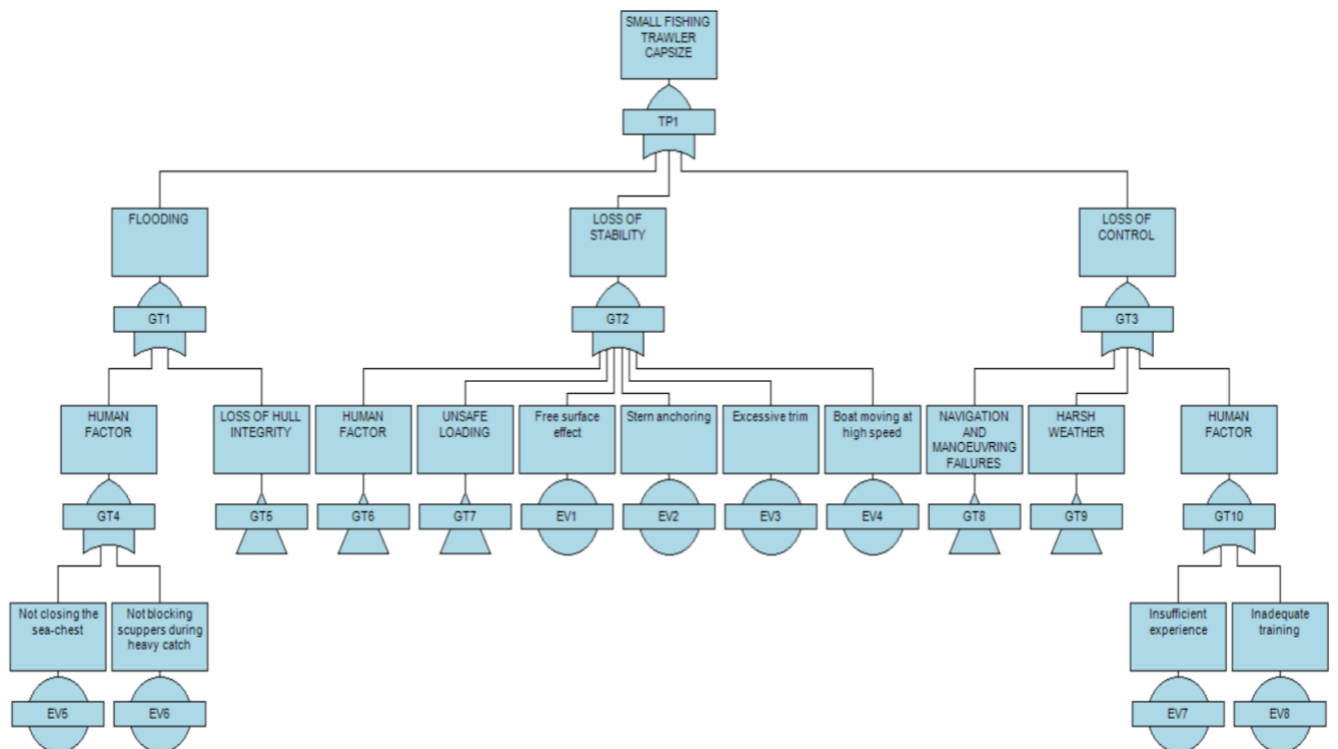 SMALL FISHING
TRAWLER
CAPSIZE
TP1
FLOODING
LOSS OF
STABILITY
LOSS OF
CONTROL
GT1
GT2
GT3
HUMAN
FACTOR
LOSS OF HULL
INTEGRITY
HUMAN
FACTOR
UNSAFE
LOADING
Free surface
effect
Stern anchoring
Excessive trim
Boat moving at
high speed
NAVIGATION
AND
MANOEUVRING
FAILURES
HARSH
WEATHER
HUMAN
FACTOR
GT4
GT5
GT6
GT7
EV1
EV2
EV3
EV4
GT8
GT9
GT10
Not closing the
sea-chest
Not blocking
scuppers during
heavy catch
Insufficient
experience
Inadequate
training
EV5
EV6
EV7
EV8